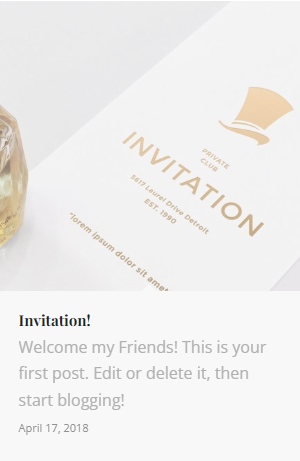 PRIVATE
CLUB
INVITATION
5617 Laurel Drive Detroit
EST. 1990
"lorem ipsum dolor sit amet
Invitation!
Welcome my Friends! This is your
first post. Edit or delete it, then
start blogging!
April 17, 2018